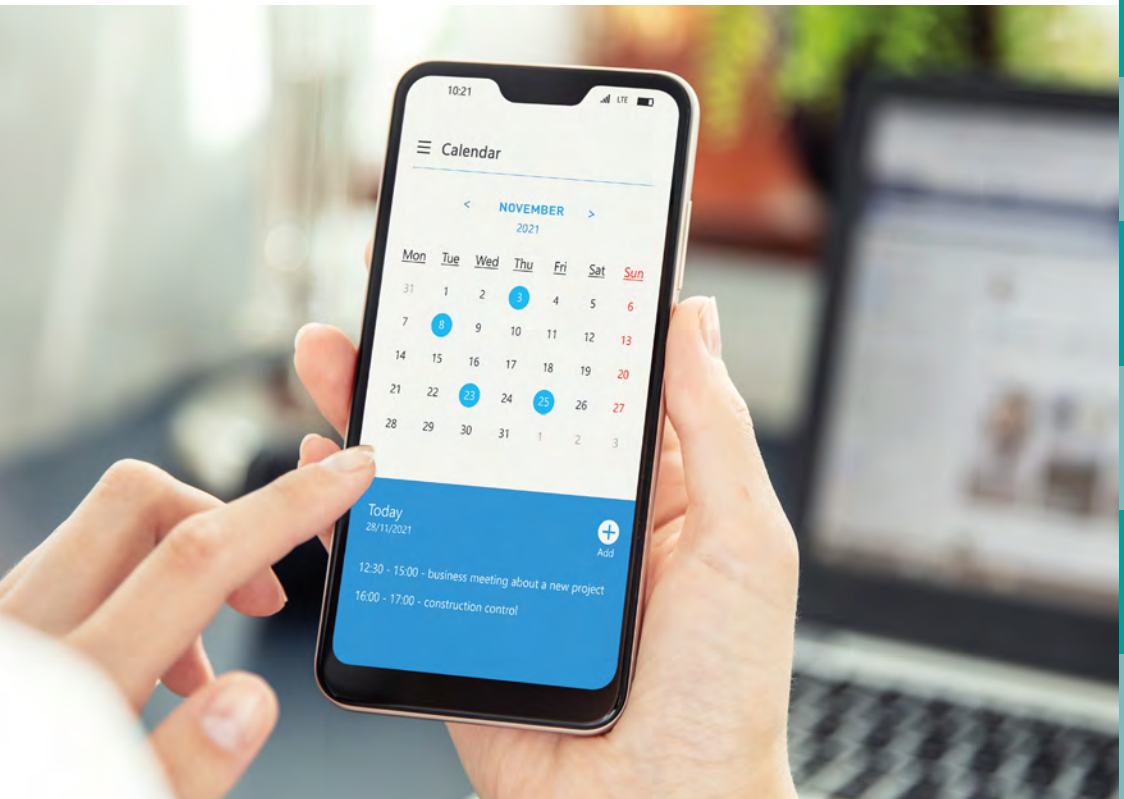 10:21 LTE
Calendar
< NOVEMBER >
2021
Mon Tue Wed Thu Fri Sat Sun
31 1 2 3 4 5 6
7 8 9 10 11 12 13
14 15 16 17 18 19 20
21 22 23 24 25 26 27
28 29 30 31 1 2 3
Today
28/11/2021
Add
12:30 - 15:00 - business meeting about a new project
16:00 - 17:00 - construction control